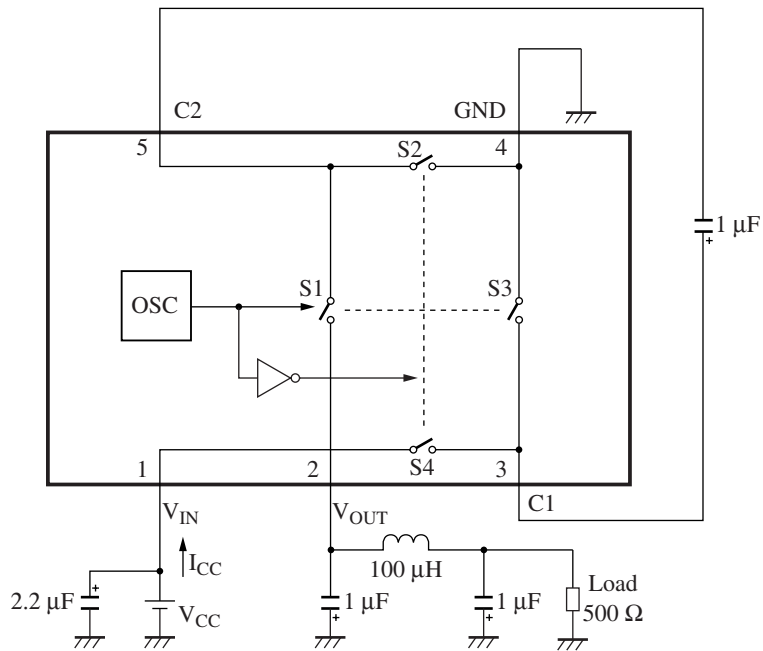 C2
GND
5
S2
4
1 μF
+
OSC
S1
S3
1
2
S4
3
C1
V_IN
V_OUT
I_CC
100 μH
2.2 μF
+
V_CC
1 μF
+
1 μF
+
Load
500 Ω